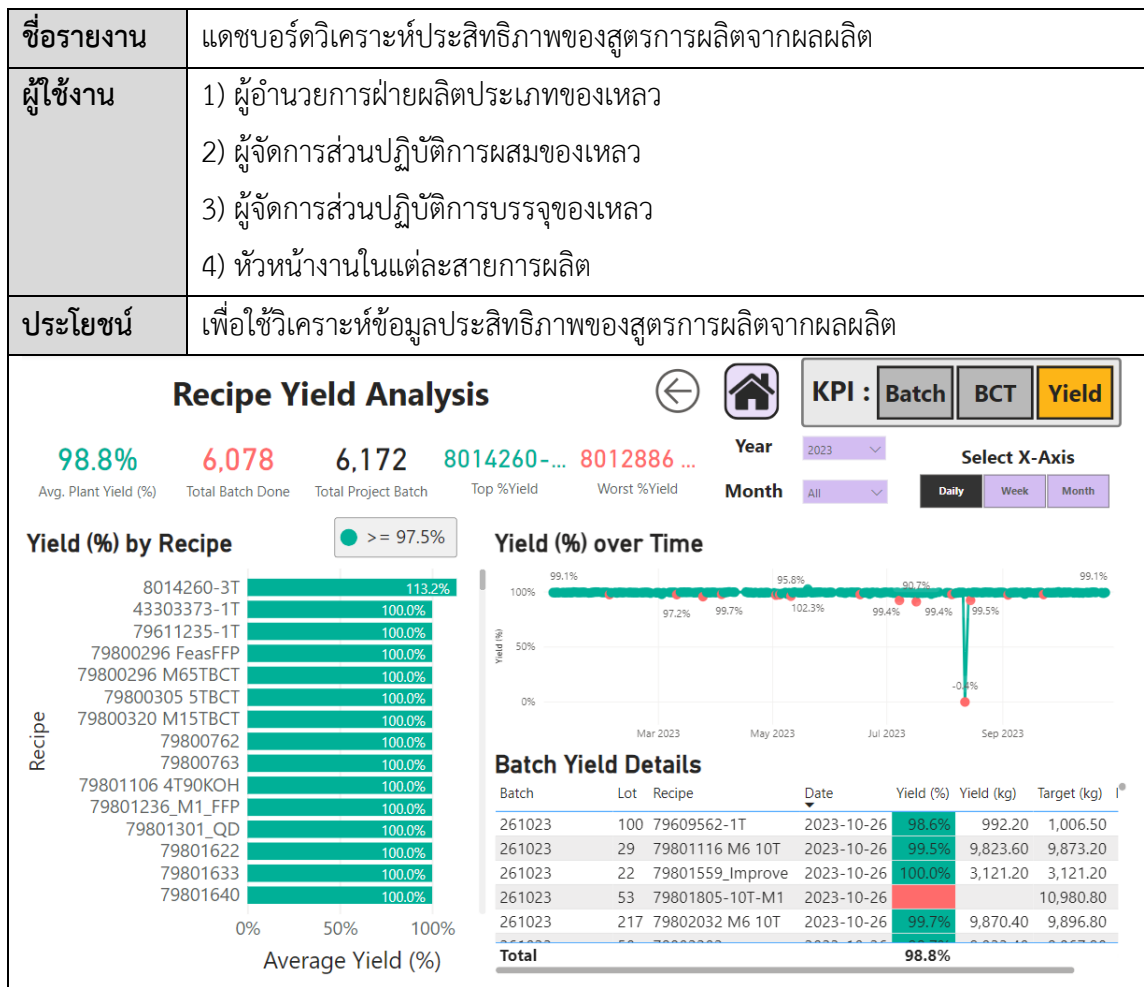 ชื่อรายงาน แดชบอร์ดวิเคราะห์ประสิทธิภาพของสูตรการผลิตจากผลผลิต
ผู้ใช้งาน 1) ผู้อำนวยการฝ่ายผลิตประเภทของเหลว
2) ผู้จัดการส่วนปฏิบัติการผสมของเหลว
3) ผู้จัดการส่วนปฏิบัติการบรรจุของเหลว
4) หัวหน้างานในแต่ละสายการผลิต
ประโยชน์ เพื่อใช้วิเคราะห์ข้อมูลประสิทธิภาพของสูตรการผลิตจากผลผลิต
Recipe Yield Analysis
KPI : Batch BCT Yield
98.8% 6,078 6,172 8014260-... 8012886 ...
Avg. Plant Yield (%) Total Batch Done Total Project Batch Top %Yield Worst %Yield
Year 2023
Month All
Select X-Axis
Daily Week Month
Yield (%) by Recipe
>= 97.5%
Recipe
8014260-3T 113.2%
43303373-1T 100.0%
79611235-1T 100.0%
79800296 FeasFFP 100.0%
79800296 M65TBCT 100.0%
79800305 5TBCT 100.0%
79800320 M15TBCT 100.0%
79800762 100.0%
79800763 100.0%
79801106 4T90KOH 100.0%
79801236_M1_FFP 100.0%
79801301_QD 100.0%
79801622 100.0%
79801633 100.0%
79801640 100.0%
0% 50% 100%
Average Yield (%)
Yield (%) over Time
Yield (%)
99.1% 95.8% 90.7% 99.1%
100%
97.2% 99.7% 102.3% 99.4% 99.4% 99.5%
50%
-0.4%
0%
Mar 2023 May 2023 Jul 2023 Sep 2023
Batch Yield Details
Batch Lot Recipe Date Yield (%) Yield (kg) Target (kg)
261023 100 79609562-1T 2023-10-26 98.6% 992.20 1,006.50
261023 29 79801116 M6 10T 2023-10-26 99.5% 9,823.60 9,873.20
261023 22 79801559_Improve 2023-10-26 100.0% 3,121.20 3,121.20
261023 53 79801805-10T-M1 2023-10-26 10,980.80
261023 217 79802032 M6 10T 2023-10-26 99.7% 9,870.40 9,896.80
Total 98.8%